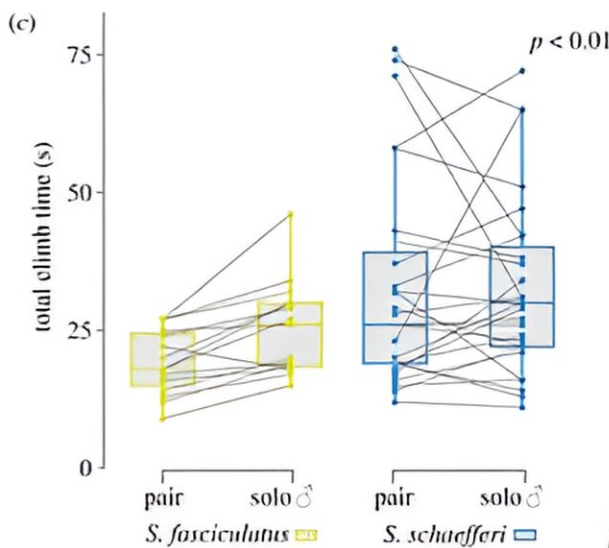 (c)
p < 0.01
total climb time (s)
75
50
25
0
pair
solo ♂
pair
solo ♂
S. fasciculatus
S. schaefferi